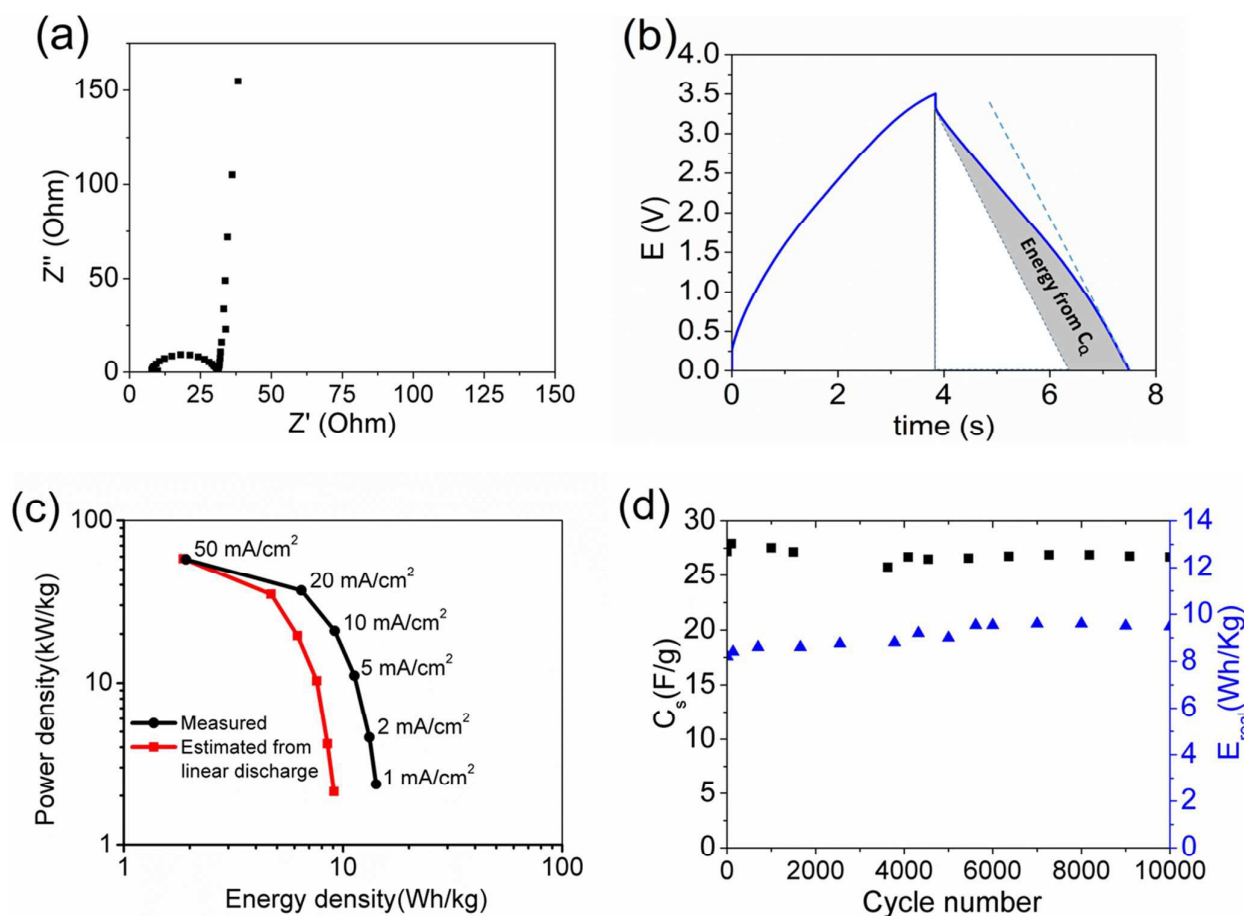 (a)
150
100
50
0
Z'' (Ohm)
0 25 50 75 100 125 150
Z' (Ohm)
(b)
4.0
3.5
3.0
2.5
2.0
1.5
1.0
0.5
0.0
E (V)
Energy from C_Q
0 2 4 6 8
time (s)
(c)
100
10
1
Power density(kW/kg)
50 mA/cm²
20 mA/cm²
10 mA/cm²
5 mA/cm²
2 mA/cm²
1 mA/cm²
Measured
Estimated from
linear discharge
1 10 100
Energy density(Wh/kg)
(d)
30
25
20
15
10
5
0
C_s(F/g)
14
12
10
8
6
4
2
0
E_real(Wh/Kg)
0 2000 4000 6000 8000 10000
Cycle number